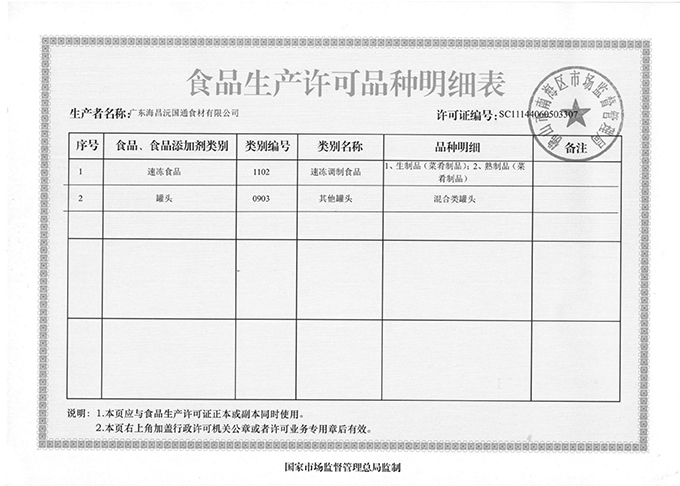 食品生产许可品种明细表
生产者名称：广东海昌沅国通食材有限公司 许可证编号：SC11144060503307
序号 食品、食品添加剂类别 类别编号 类别名称 品种明细 备注
1 速冻食品 1102 速冻调制食品 1、生制品（菜肴制品）；2、熟制品（菜
肴制品）
2 罐头 0903 其他罐头 混合类罐头
说明：1.本页应与食品生产许可证正本或副本同时使用。
2.本页右上角加盖行政许可机关公章或者许可业务专用章后有效。
国家市场监督管理总局监制
佛山市南海区市场监督管理局